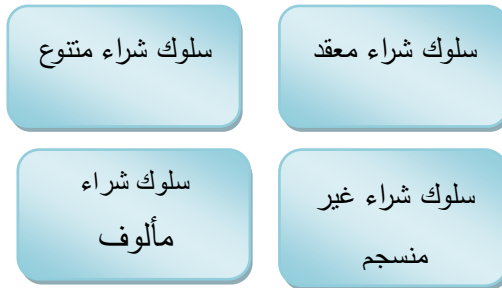 سلوك شراء معقد
سلوك شراء متنوع
سلوك شراء غير
منسجم
سلوك شراء
مألوف